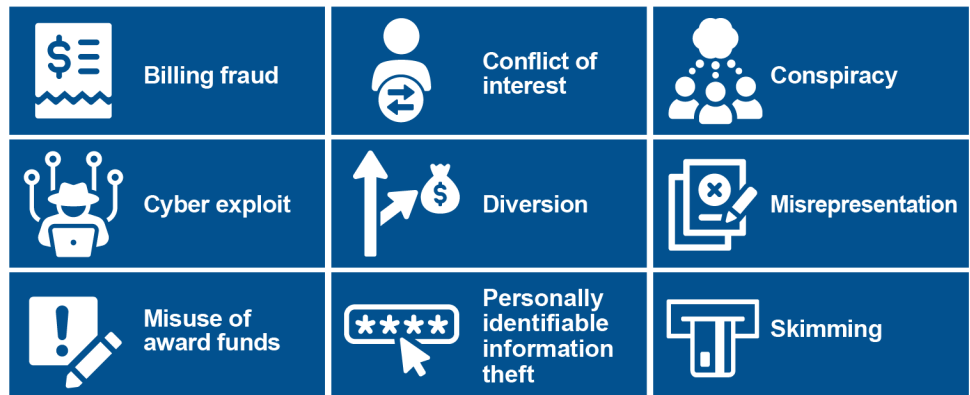 Billing fraud
Conflict of
interest
Conspiracy
Cyber exploit
Diversion
Misrepresentation
Misuse of
award funds
Personally
identifiable
information
theft
Skimming